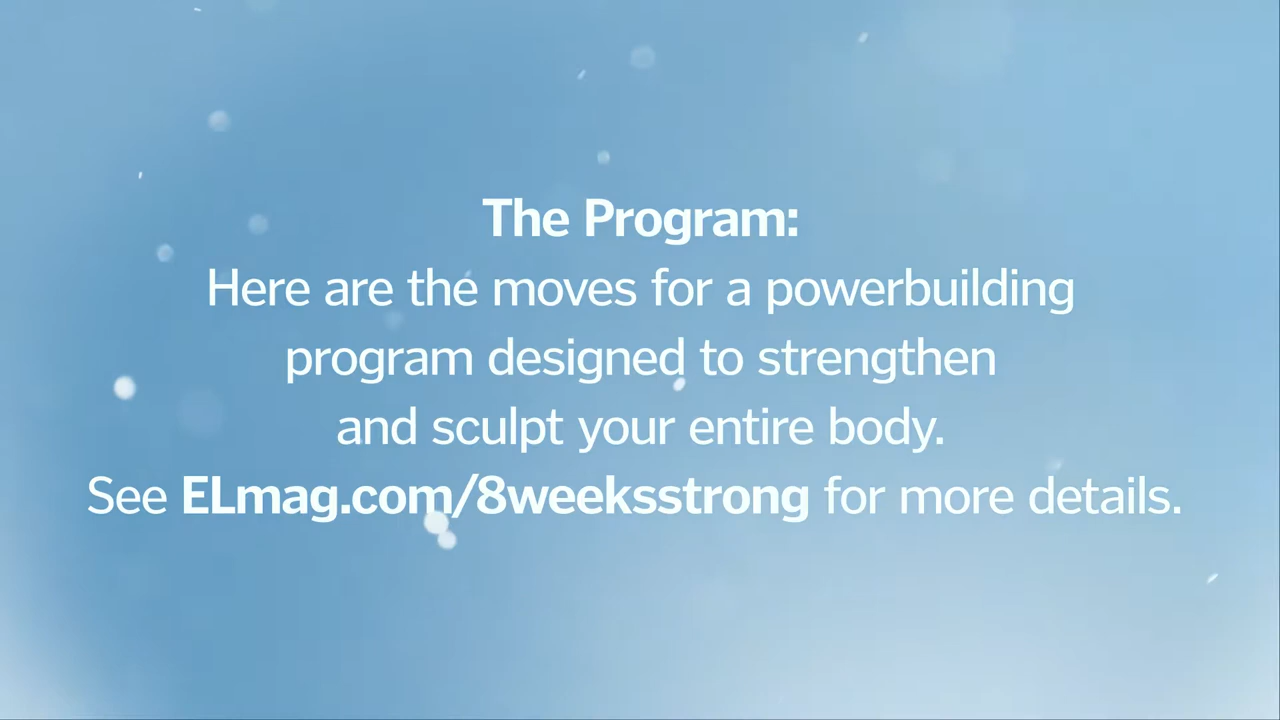 The Program:
Here are the moves for a powerbuilding
program designed to strengthen
and sculpt your entire body.
See ELmag.com/8weeksstrong for more details.